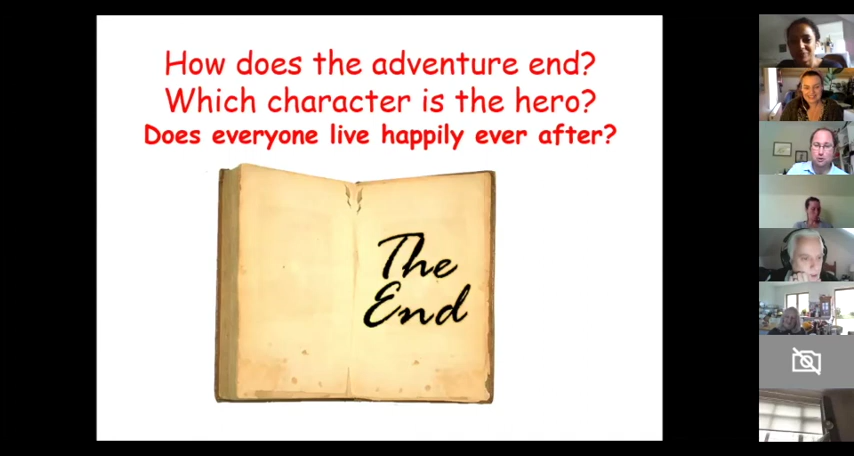 How does the adventure end?
Which character is the hero?
Does everyone live happily ever after?
The
End